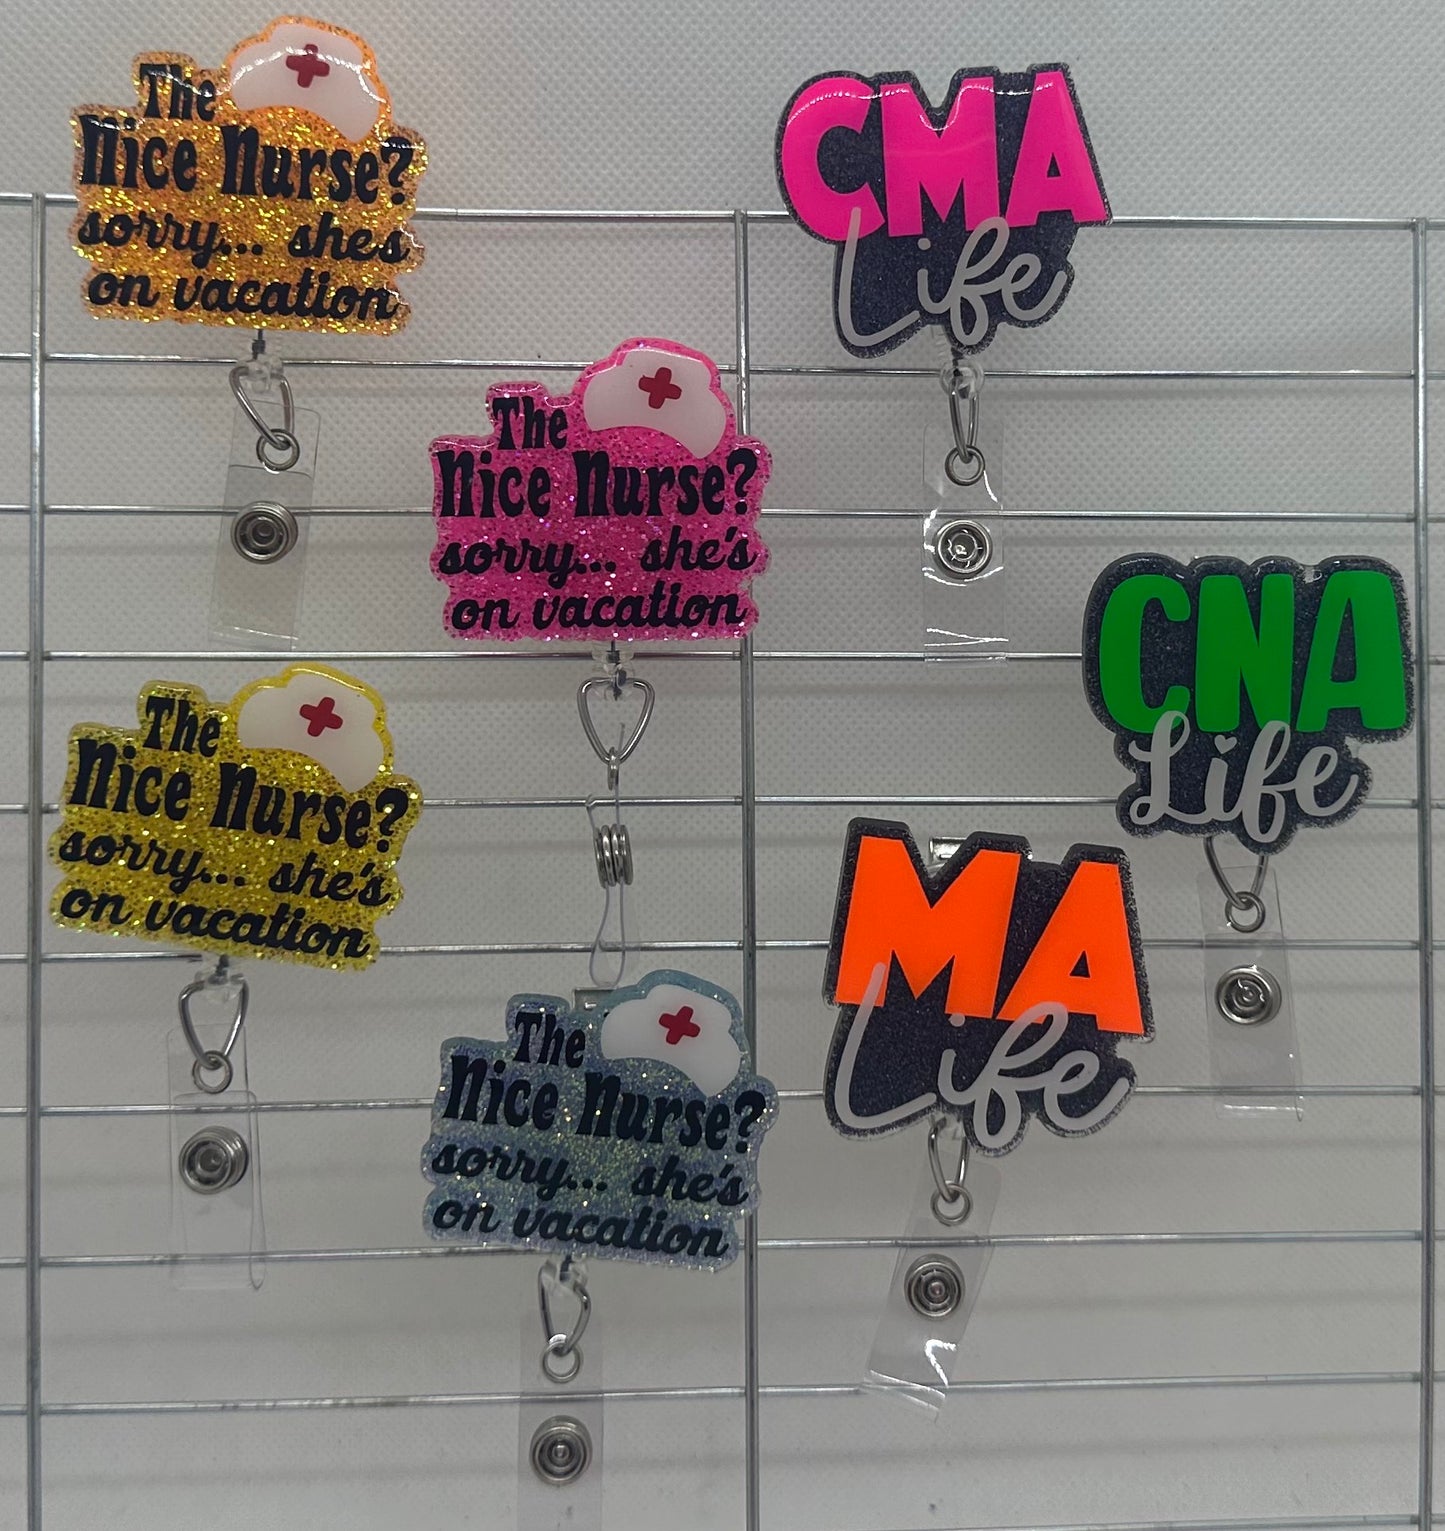 The
Nice Nurse?
sorry... she's
on vacation
CMA
Life
The
Nice Nurse?
sorry... she's
on vacation
CNA
Life
The
Nice Nurse?
sorry... she's
on vacation
MA
Life
The
Nice Nurse?
sorry... she's
on vacation